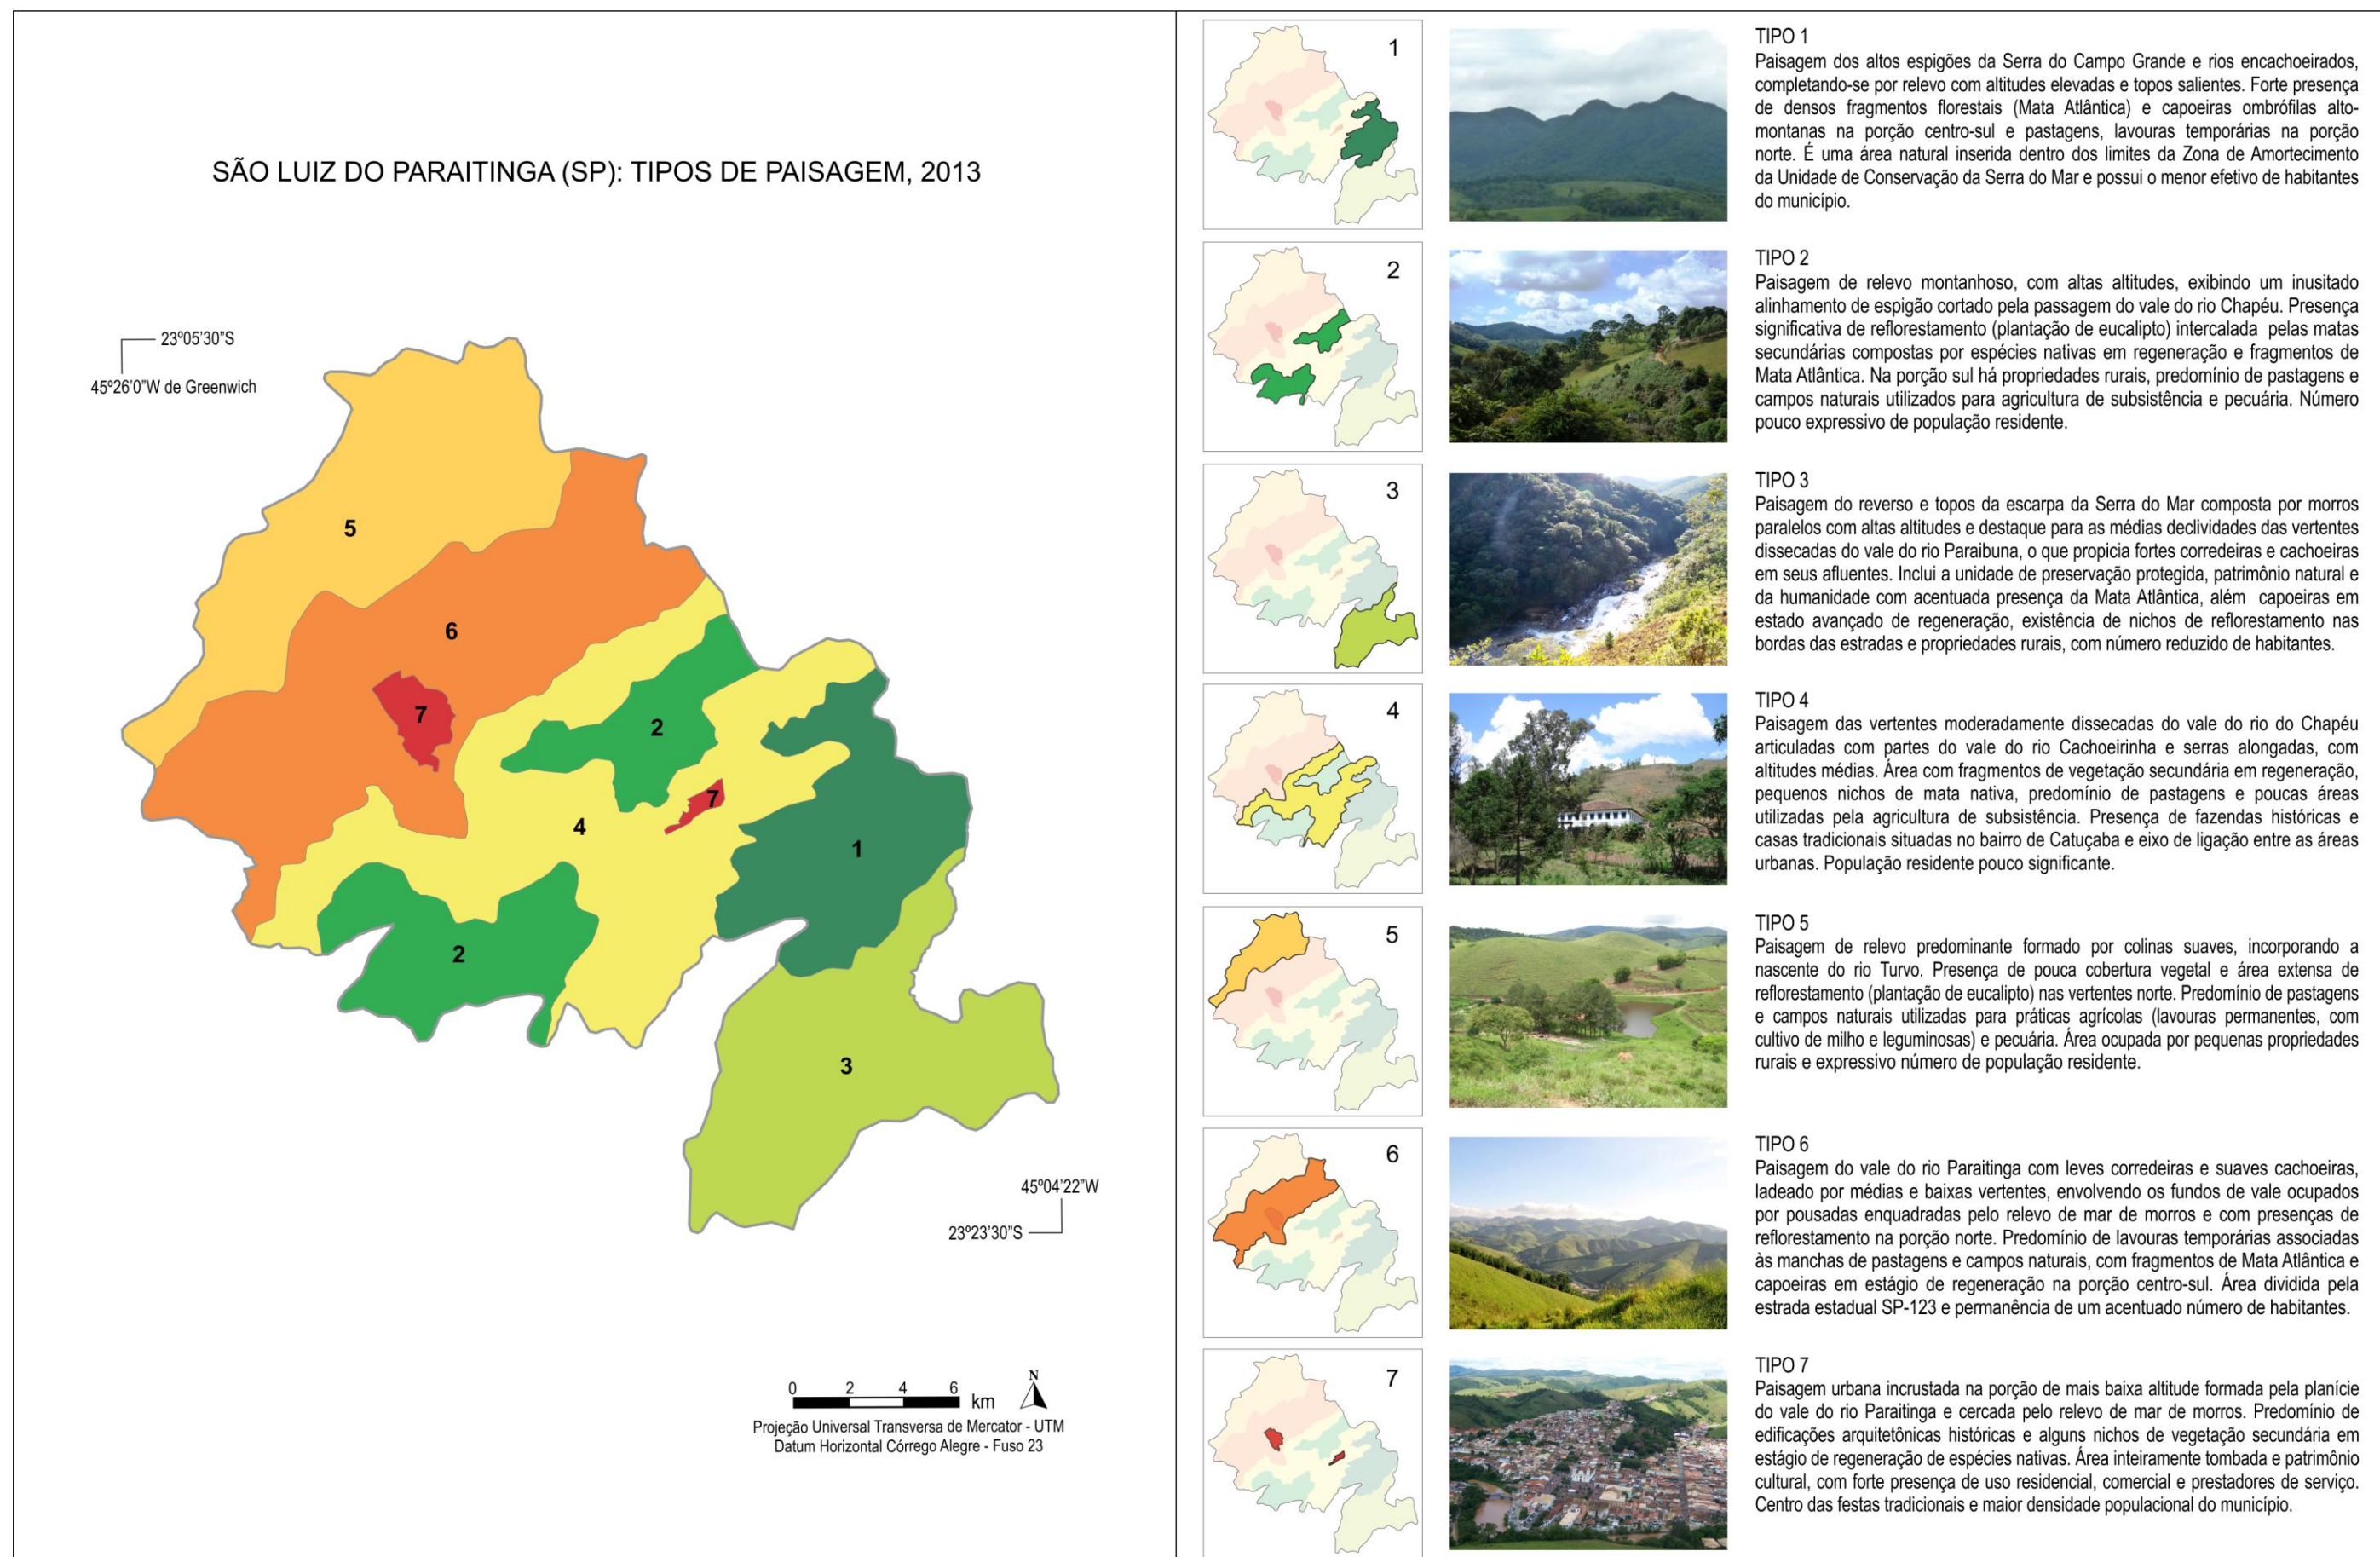 SÃO LUIZ DO PARAITINGA (SP): TIPOS DE PAISAGEM, 2013
23º05'30"S
45º26'0"W de Greenwich
5
6
7
2
7
4
1
2
3
45º04'22"W
23º23'30"S
0 2 4 6 km
N
Projeção Universal Transversa de Mercator - UTM
Datum Horizontal Córrego Alegre - Fuso 23
1
TIPO 1
Paisagem dos altos espigões da Serra do Campo Grande e rios encachoeirados,
completando-se por relevo com altitudes elevadas e topos salientes. Forte presença
de densos fragmentos florestais (Mata Atlântica) e capoeiras ombrófilas alto-
montanas na porção centro-sul e pastagens, lavouras temporárias na porção
norte. É uma área natural inserida dentro dos limites da Zona de Amortecimento
da Unidade de Conservação da Serra do Mar e possui o menor efetivo de habitantes
do município.
2
TIPO 2
Paisagem de relevo montanhoso, com altas altitudes, exibindo um inusitado
alinhamento de espigão cortado pela passagem do vale do rio Chapéu. Presença
significativa de reflorestamento (plantação de eucalipto) intercalada pelas matas
secundárias compostas por espécies nativas em regeneração e fragmentos de
Mata Atlântica. Na porção sul há propriedades rurais, predomínio de pastagens e
campos naturais utilizados para agricultura de subsistência e pecuária. Número
pouco expressivo de população residente.
3
TIPO 3
Paisagem do reverso e topos da escarpa da Serra do Mar composta por morros
paralelos com altas altitudes e destaque para as médias declividades das vertentes
dissecadas do vale do rio Paraibuna, o que propicia fortes corredeiras e cachoeiras
em seus afluentes. Inclui a unidade de preservação protegida, patrimônio natural e
da humanidade com acentuada presença da Mata Atlântica, além capoeiras em
estado avançado de regeneração, existência de nichos de reflorestamento nas
bordas das estradas e propriedades rurais, com número reduzido de habitantes.
4
TIPO 4
Paisagem das vertentes moderadamente dissecadas do vale do rio do Chapéu
articuladas com partes do vale do rio Cachoeirinha e serras alongadas, com
altitudes médias. Área com fragmentos de vegetação secundária em regeneração,
pequenos nichos de mata nativa, predomínio de pastagens e poucas áreas
utilizadas pela agricultura de subsistência. Presença de fazendas históricas e
casas tradicionais situadas no bairro de Catuçaba e eixo de ligação entre as áreas
urbanas. População residente pouco significante.
5
TIPO 5
Paisagem de relevo predominante formado por colinas suaves, incorporando a
nascente do rio Turvo. Presença de pouca cobertura vegetal e área extensa de
reflorestamento (plantação de eucalipto) nas vertentes norte. Predomínio de pastagens
e campos naturais utilizadas para práticas agrícolas (lavouras permanentes, com
cultivo de milho e leguminosas) e pecuária. Área ocupada por pequenas propriedades
rurais e expressivo número de população residente.
6
TIPO 6
Paisagem do vale do rio Paraitinga com leves corredeiras e suaves cachoeiras,
ladeado por médias e baixas vertentes, envolvendo os fundos de vale ocupados
por pousadas enquadradas pelo relevo de mar de morros e com presenças de
reflorestamento na porção norte. Predomínio de lavouras temporárias associadas
às manchas de pastagens e campos naturais, com fragmentos de Mata Atlântica e
capoeiras em estágio de regeneração na porção centro-sul. Área dividida pela
estrada estadual SP-123 e permanência de um acentuado número de habitantes.
7
TIPO 7
Paisagem urbana incrustada na porção de mais baixa altitude formada pela planície
do vale do rio Paraitinga e cercada pelo relevo de mar de morros. Predomínio de
edificações arquitetônicas históricas e alguns nichos de vegetação secundária em
estágio de regeneração de espécies nativas. Área inteiramente tombada e patrimônio
cultural, com forte presença de uso residencial, comercial e prestadores de serviço.
Centro das festas tradicionais e maior densidade populacional do município.